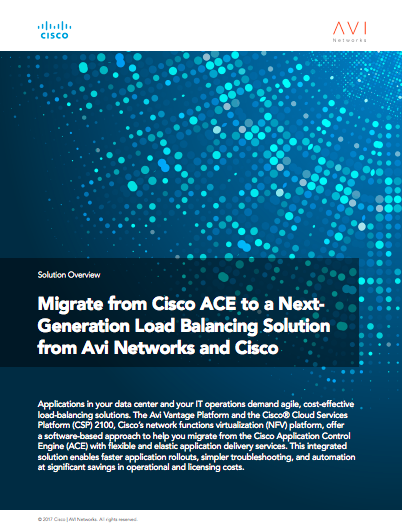 CISCO
AVI
Networks
Solution Overview
Migrate from Cisco ACE to a Next-
Generation Load Balancing Solution
from Avi Networks and Cisco
Applications in your data center and your IT operations demand agile, cost-effective
load-balancing solutions. The Avi Vantage Platform and the Cisco® Cloud Services
Platform (CSP) 2100, Cisco's network functions virtualization (NFV) platform, offer
a software-based approach to help you migrate from the Cisco Application Control
Engine (ACE) with flexible and elastic application delivery services. This integrated
solution enables faster application rollouts, simpler troubleshooting, and automation
at significant savings in operational and licensing costs.
© 2017 Cisco | AVI Networks. All rights reserved.